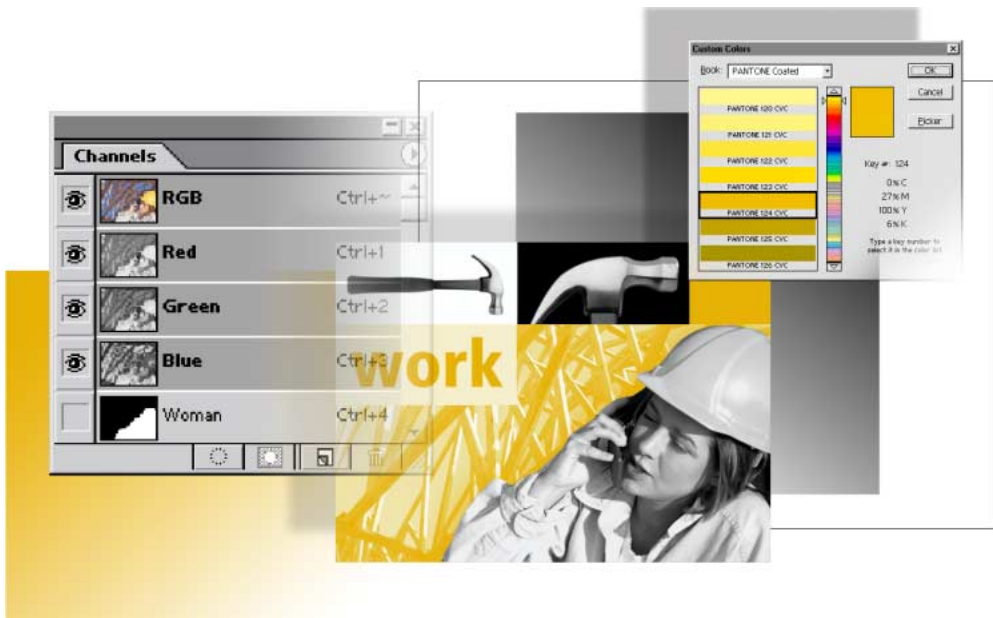 Channels
RGB Ctrl+~
Red Ctrl+1
Green Ctrl+2
Blue Ctrl+3
Woman Ctrl+4
work
Custom Colors
Book: PANTONE Coated
OK
Cancel
Picker
PANTONE 120 CVC
PANTONE 121 CVC
PANTONE 122 CVC
PANTONE 123 CVC
PANTONE 124 CVC
PANTONE 125 CVC
PANTONE 126 CVC
Key #: 124
0% C
27% M
100% Y
6% K
Type a key number to
select it in the color list